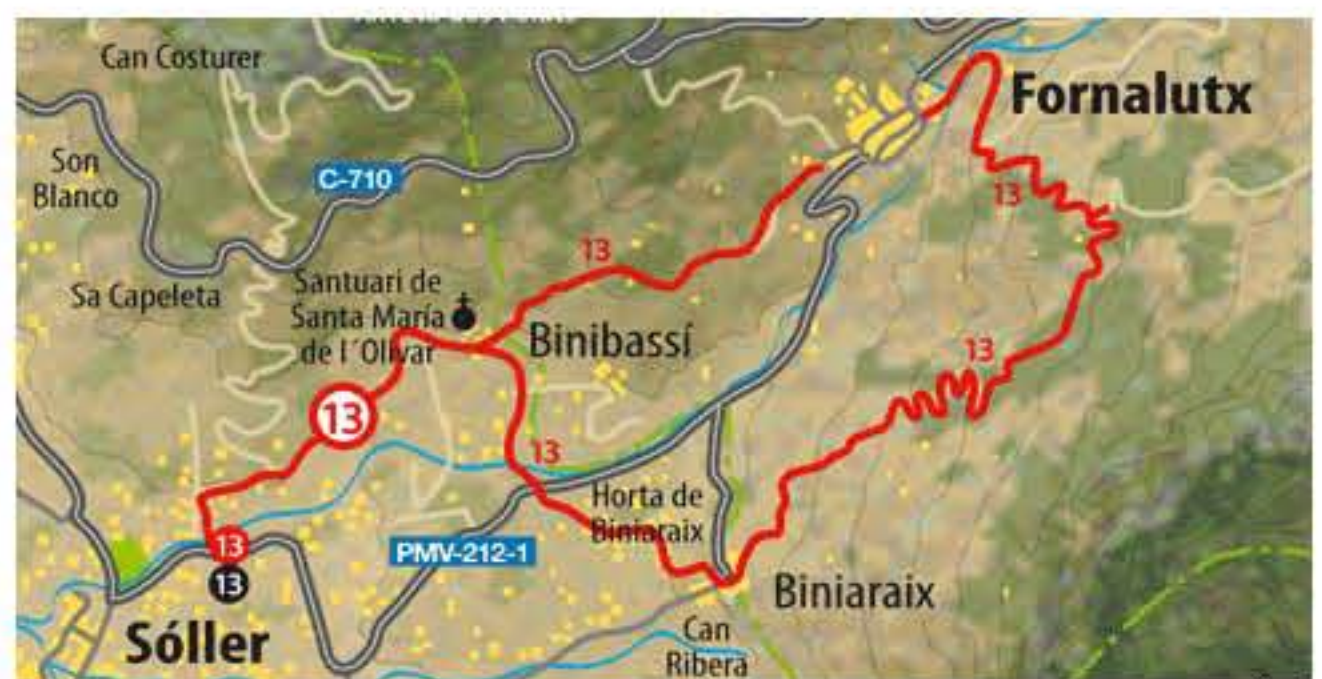 Can Costurer
Fornalutx
Son
Blanco
C-710
13
13
Santuari de
Santa María
de l´Olivar
Sa Capeleta
Binibassí
13
13
13
Horta de
Biniaraix
13
13
PMV-212-1
Biniaraix
Sóller
Can
Ribera